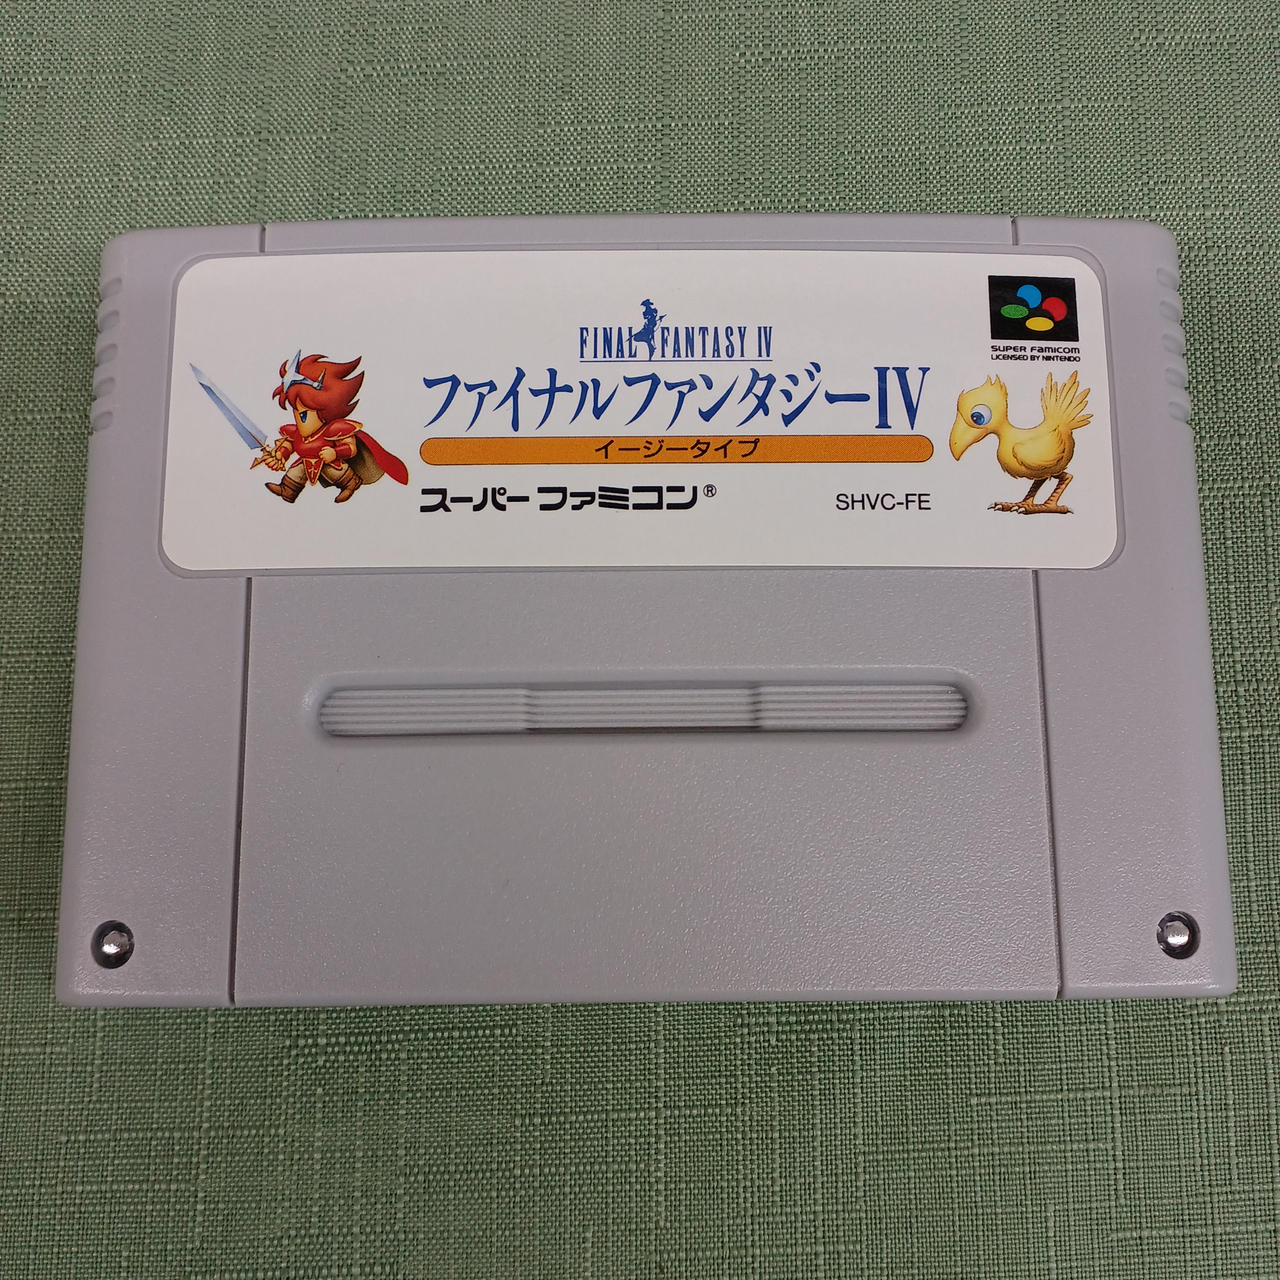 FINAL FANTASY IV
ファイナルファンタジーIV
イージータイプ
スーパーファミコン®
SHVC-FE
SUPER FAMICOM
LICENSED BY NINTENDO